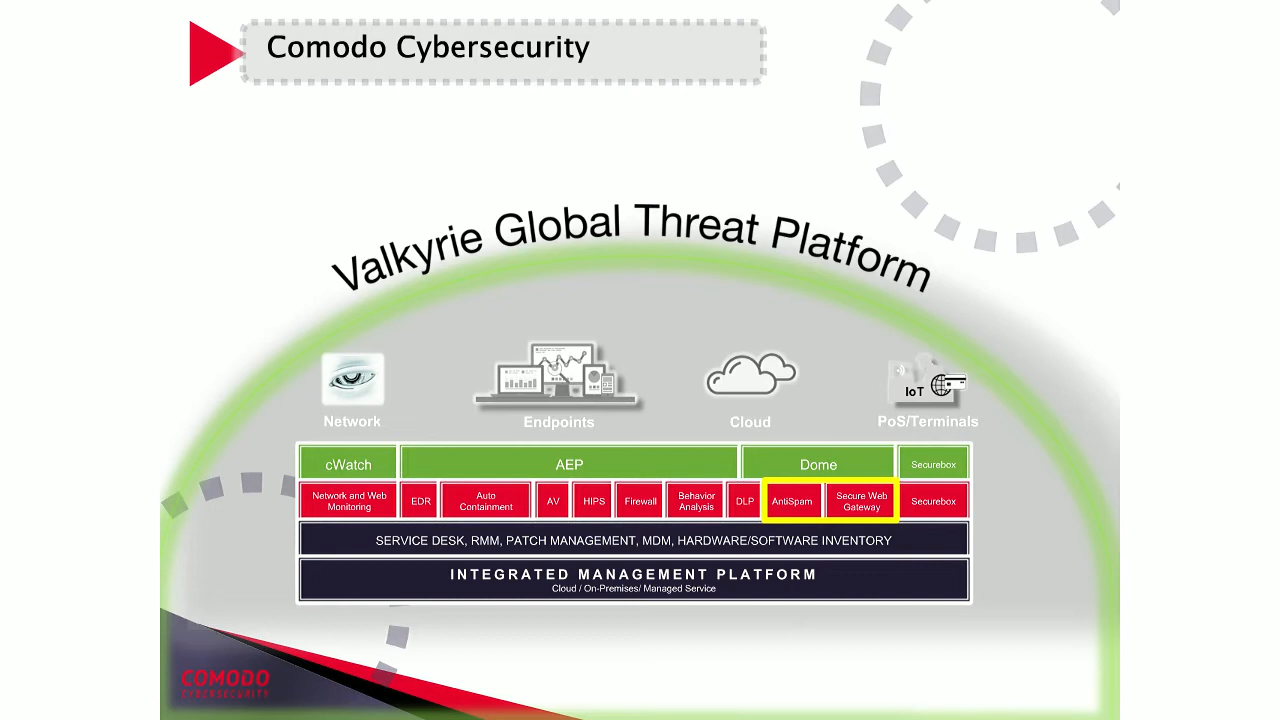 Comodo Cybersecurity
Valkyrie Global Threat Platform
IoT
Network
Endpoints
Cloud
PoS/Terminals
cWatch
AEP
Dome
Securebox
Network and Web
Monitoring
EDR
Auto
Containment
AV
HIPS
Firewall
Behavior
Analysis
DLP
AntiSpam
Secure Web
Gateway
Securebox
SERVICE DESK, RMM, PATCH MANAGEMENT, MDM, HARDWARE/SOFTWARE INVENTORY
INTEGRATED MANAGEMENT PLATFORM
Cloud / On-Premises/ Managed Service
COMODO
CYBERSECURITY